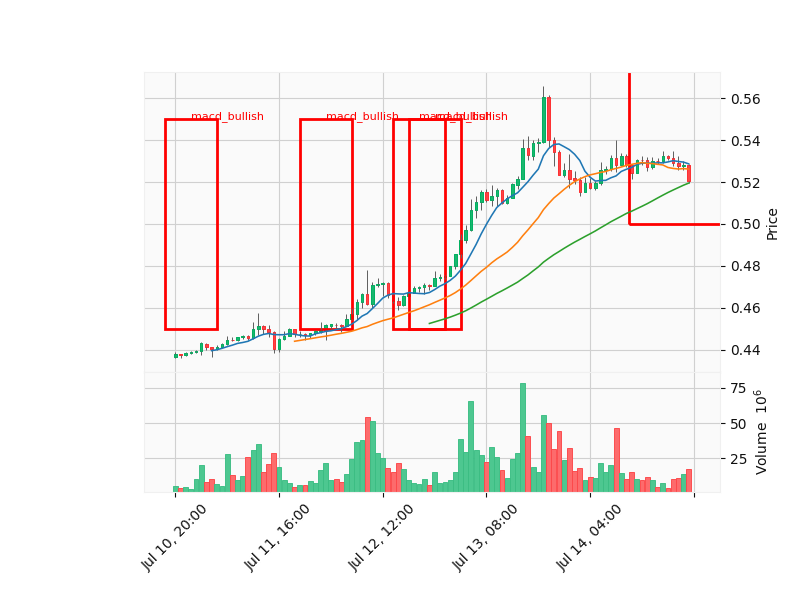 macd_bullish
macd_bullish
macd_bullish
macd_bullish
0.56
0.54
0.52
0.50
0.48
0.46
0.44
Price
75
50
25
Volume 10^6
Jul 10, 20:00
Jul 11, 16:00
Jul 12, 12:00
Jul 13, 08:00
Jul 14, 04:00